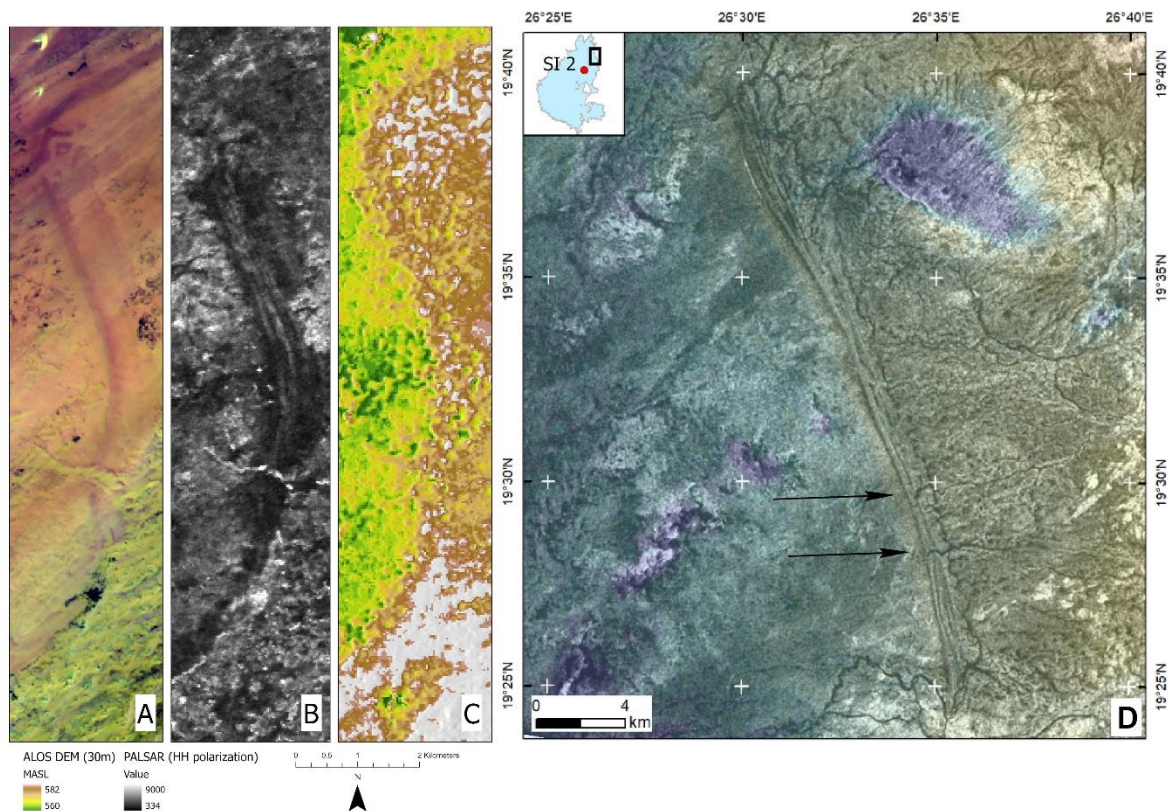 26°25'E 26°30'E 26°35'E 26°40'E
SI 2
19°40'N 19°40'N
19°35'N 19°35'N
19°30'N 19°30'N
19°25'N 19°25'N
0 4
km
A B C D
ALOS DEM (30m) PALSAR (HH polarization) 0 0.5 1 2 Kilometers
MASL Value N
582 9000
560 334